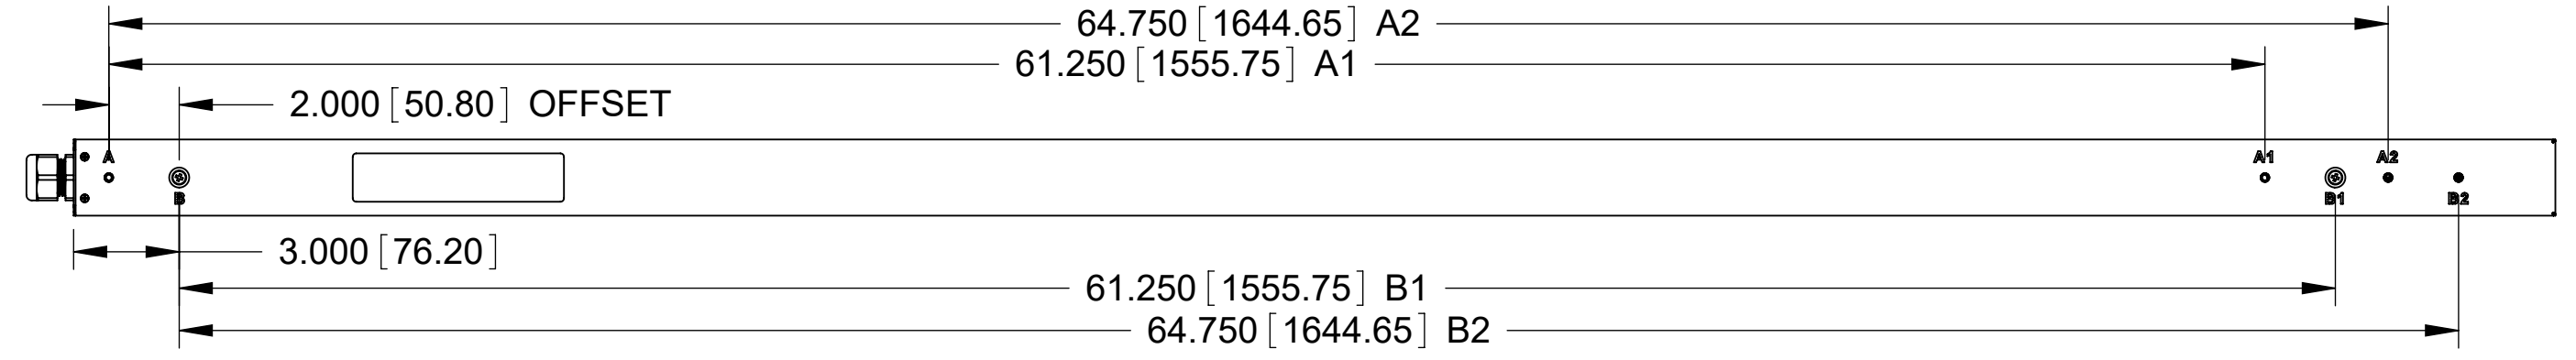 64.750 [1644.65] A2
61.250 [1555.75] A1
2.000 [50.80] OFFSET
A
A1
A2
B
B1
B2
3.000 [76.20]
61.250 [1555.75] B1
64.750 [1644.65] B2